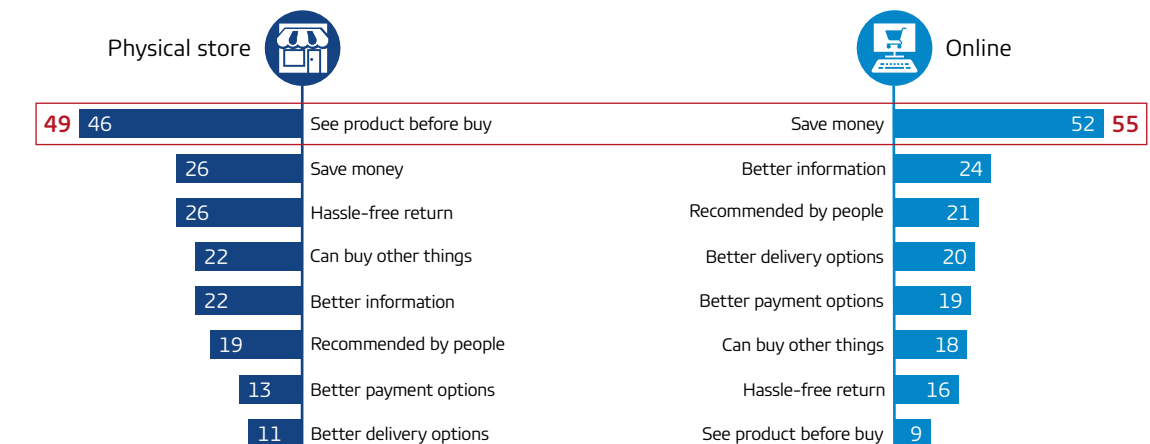 Physical store
Online
49 46 See product before buy Save money 52 55
26 Save money Better information 24
26 Hassle-free return Recommended by people 21
22 Can buy other things Better delivery options 20
22 Better information Better payment options 19
19 Recommended by people Can buy other things 18
13 Better payment options Hassle-free return 16
11 Better delivery options See product before buy 9